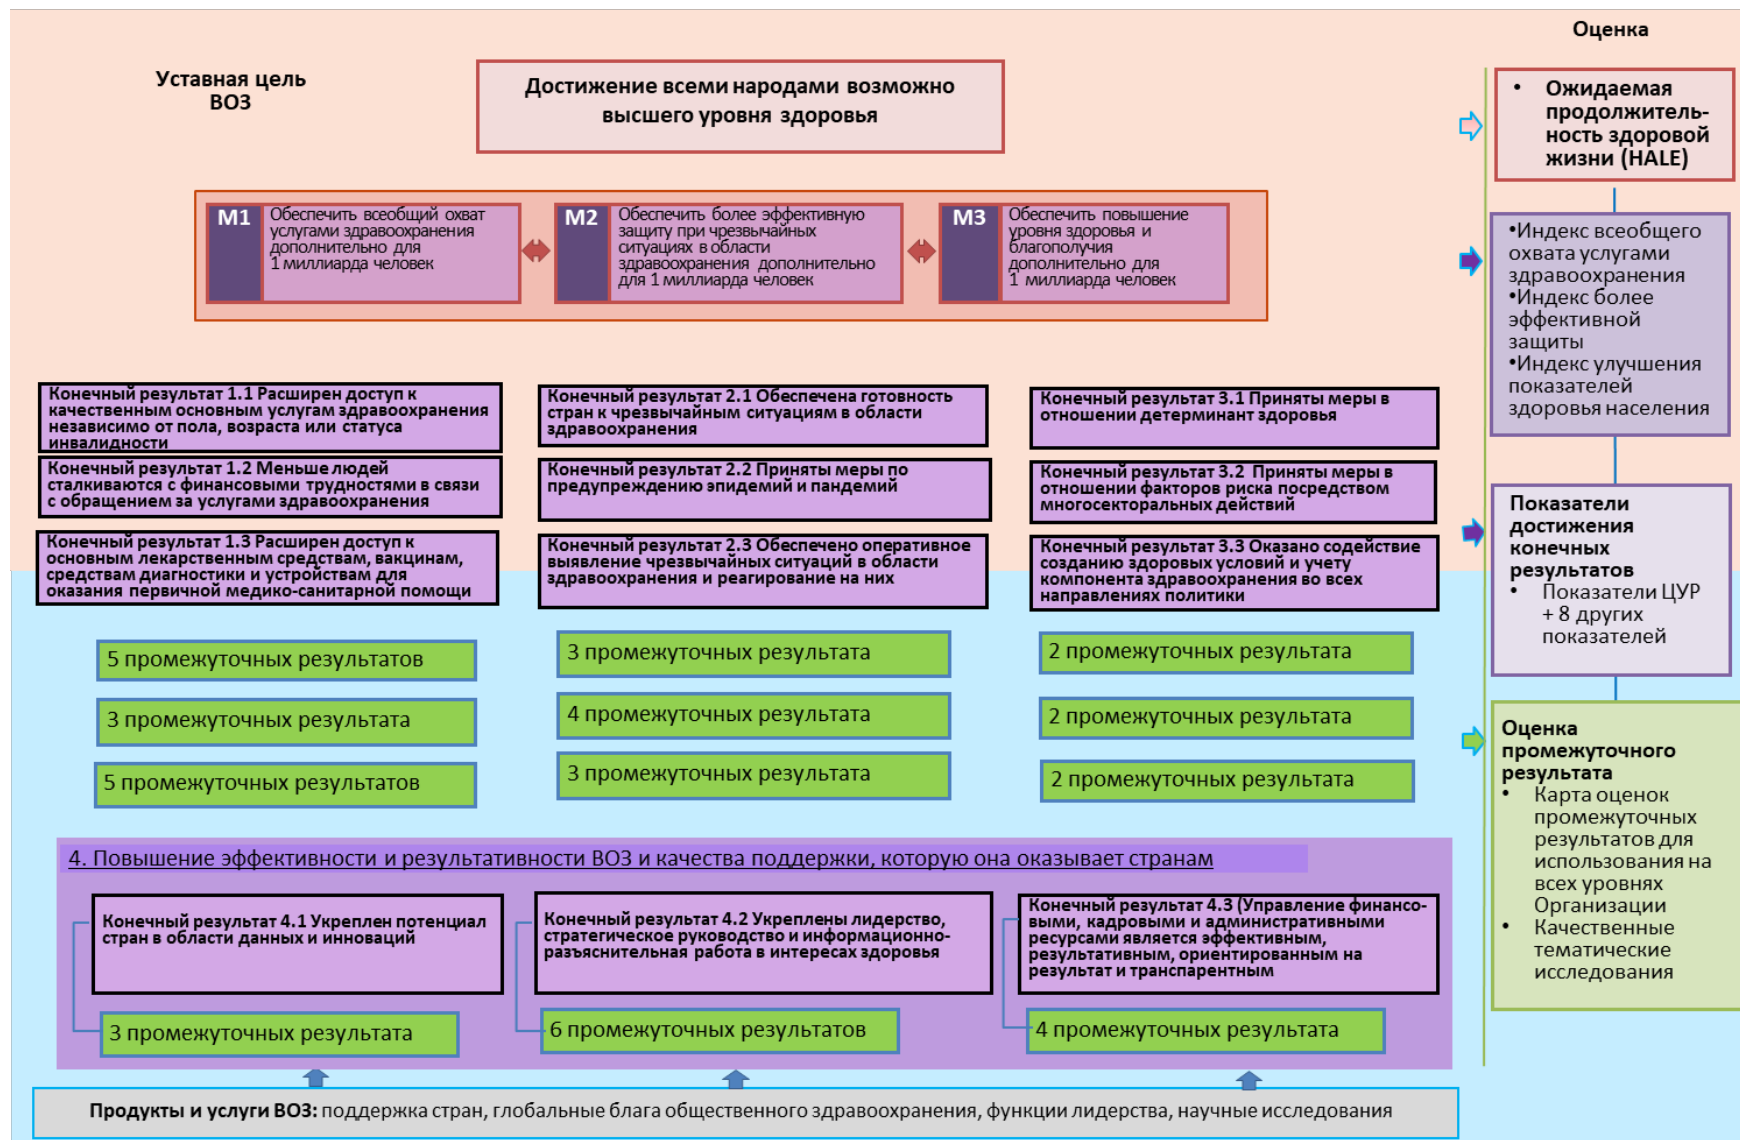 Оценка
Уставная цель
ВОЗ
Достижение всеми народами возможно
высшего уровня здоровья
• Ожидаемая
продолжитель-
ность здоровой
жизни (HALE)
М1
Обеспечить всеобщий охват
услугами здравоохранения
дополнительно для
1 миллиарда человек
М2
Обеспечить более эффективную
защиту при чрезвычайных
ситуациях в области
здравоохранения дополнительно
для 1 миллиарда человек
М3
Обеспечить повышение
уровня здоровья и
благополучия
дополнительно для
1 миллиарда человек
•Индекс всеобщего
охвата услугами
здравоохранения
•Индекс более
эффективной
защиты
•Индекс улучшения
показателей
здоровья населения
Конечный результат 1.1 Расширен доступ к
качественным основным услугам здравоохранения
независимо от пола, возраста или статуса
инвалидности
Конечный результат 2.1 Обеспечена готовность
стран к чрезвычайным ситуациям в области
здравоохранения
Конечный результат 3.1 Приняты меры в
отношении детерминант здоровья
Конечный результат 1.2 Меньше людей
сталкиваются с финансовыми трудностями в связи
с обращением за услугами здравоохранения
Конечный результат 2.2 Приняты меры по
предупреждению эпидемий и пандемий
Конечный результат 3.2 Приняты меры в
отношении факторов риска посредством
многосекторальных действий
Конечный результат 1.3 Расширен доступ к
основным лекарственным средствам, вакцинам,
средствам диагностики и устройствам для
оказания первичной медико-санитарной помощи
Конечный результат 2.3 Обеспечено оперативное
выявление чрезвычайных ситуаций в области
здравоохранения и реагирование на них
Конечный результат 3.3 Оказано содействие
созданию здоровых условий и учету
компонента здравоохранения во всех
направлениях политики
Показатели
достижения
конечных
результатов
• Показатели ЦУР
+ 8 других
показателей
5 промежуточных результатов
3 промежуточных результата
2 промежуточных результата
3 промежуточных результата
4 промежуточных результата
2 промежуточных результата
5 промежуточных результатов
3 промежуточных результата
2 промежуточных результата
Оценка
промежуточного
результата
• Карта оценок
промежуточных
результатов для
использования на
всех уровнях
Организации
• Качественные
тематические
исследования
4. Повышение эффективности и результативности ВОЗ и качества поддержки, которую она оказывает странам
Конечный результат 4.1 Укреплен потенциал
стран в области данных и инноваций
Конечный результат 4.2 Укреплены лидерство,
стратегическое руководство и информационно-
разъяснительная работа в интересах здоровья
Конечный результат 4.3 (Управление финансо-
выми, кадровыми и административными
ресурсами является эффективным,
результативным, ориентированным на
результат и транспарентным
3 промежуточных результата
6 промежуточных результатов
4 промежуточных результата
Продукты и услуги ВОЗ: поддержка стран, глобальные блага общественного здравоохранения, функции лидерства, научные исследования